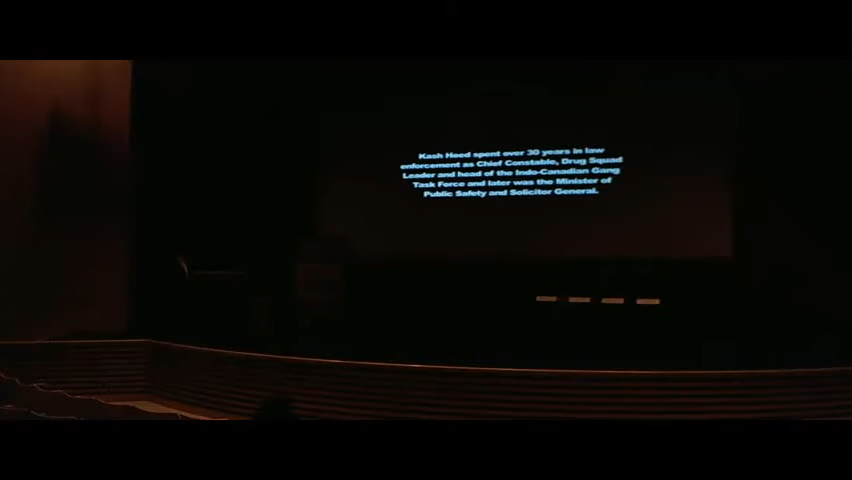 Kash Heed spent over 30 years in law
enforcement as Chief Constable, Drug Squad
Leader and head of the Indo-Canadian Gang
Task Force and later was the Minister of
Public Safety and Solicitor General.